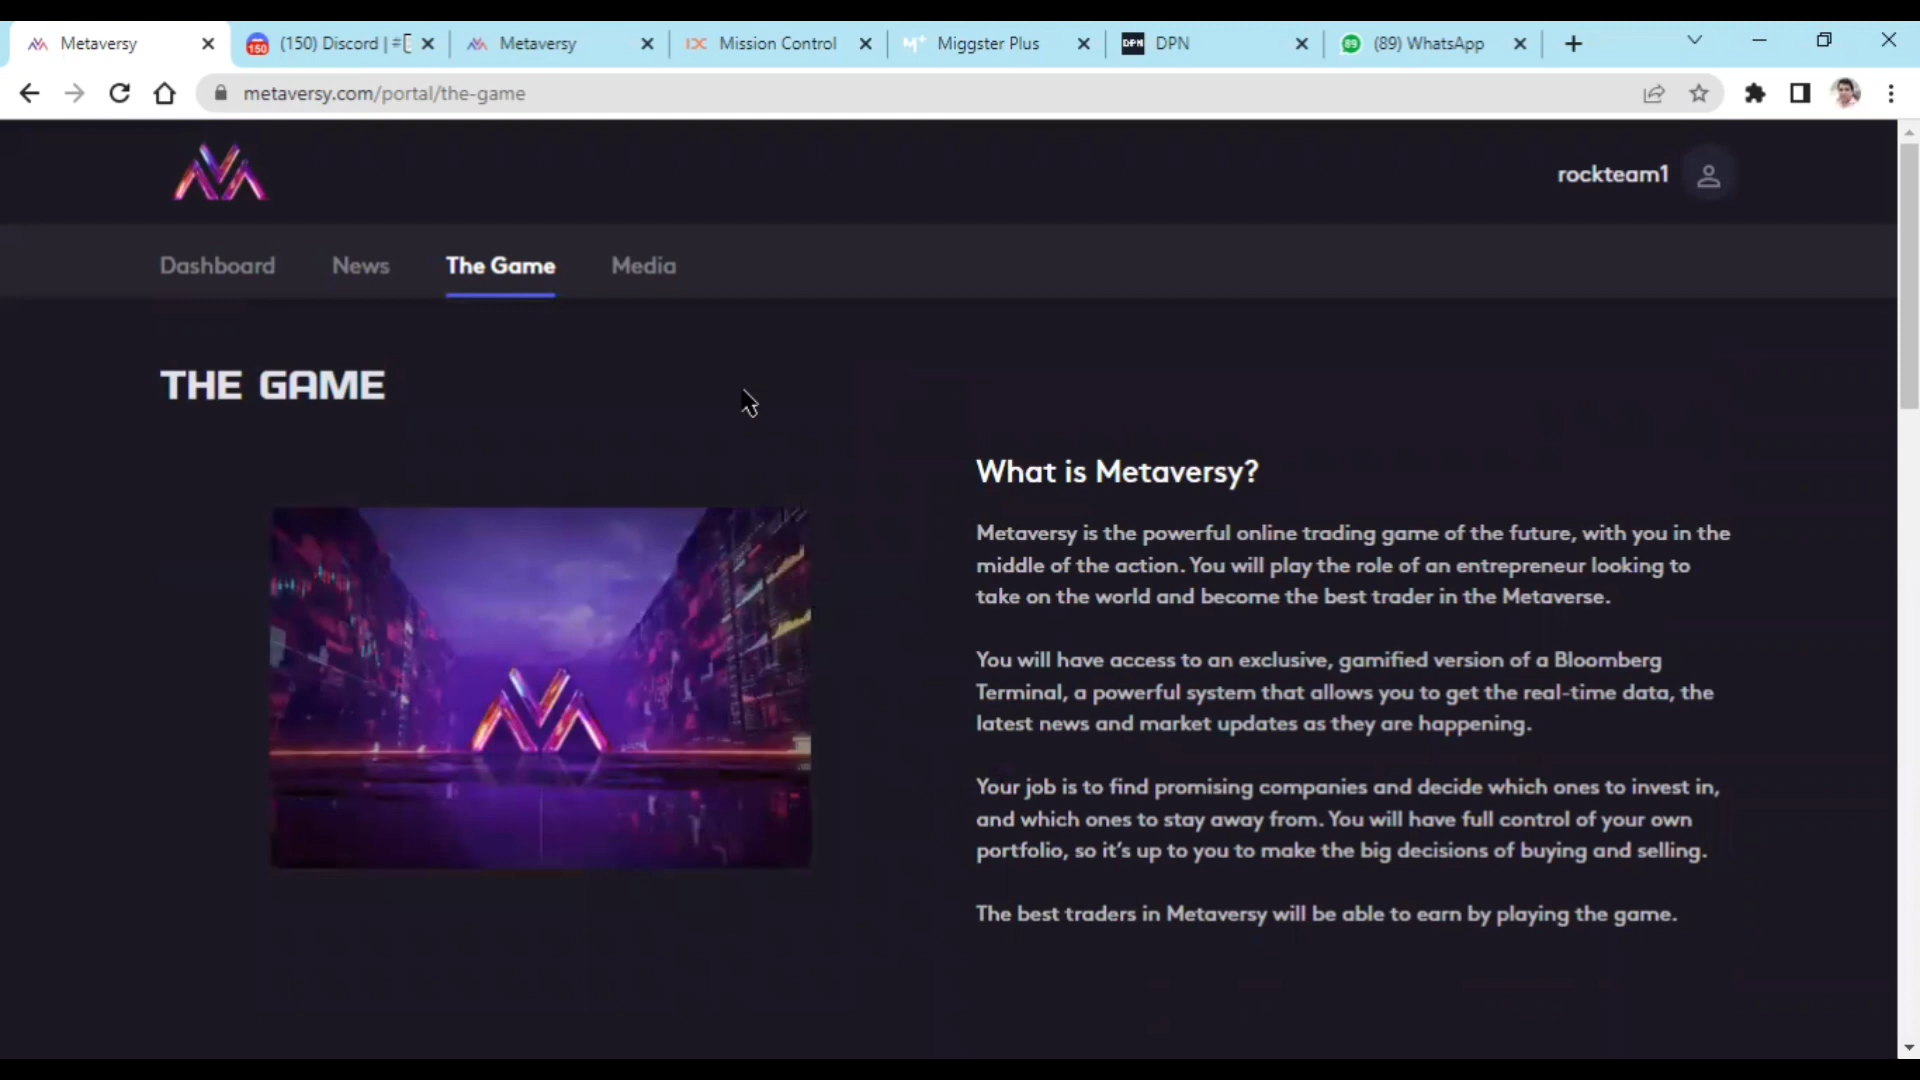 Metaversy
(150) Discord | #
Metaversy
Mission Control
Miggster Plus
DPN DPN
(89) WhatsApp
metaversy.com/portal/the-game
rockteam1
Dashboard
News
The Game
Media
THE GAME
What is Metaversy?
Metaversy is the powerful online trading game of the future, with you in the
middle of the action. You will play the role of an entrepreneur looking to
take on the world and become the best trader in the Metaverse.
You will have access to an exclusive, gamified version of a Bloomberg
Terminal, a powerful system that allows you to get the real-time data, the
latest news and market updates as they are happening.
Your job is to find promising companies and decide which ones to invest in,
and which ones to stay away from. You will have full control of your own
portfolio, so it's up to you to make the big decisions of buying and selling.
The best traders in Metaversy will be able to earn by playing the game.